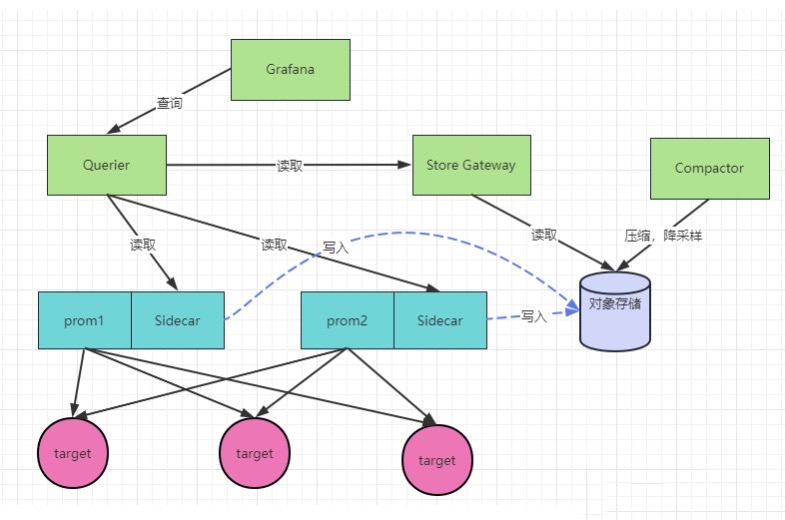 Grafana
查询
Querier
读取
Store Gateway
Compactor
读取
读取
写入
读取
压缩，降采样
对象存储
prom1
Sidecar
prom2
Sidecar
写入
target
target
target